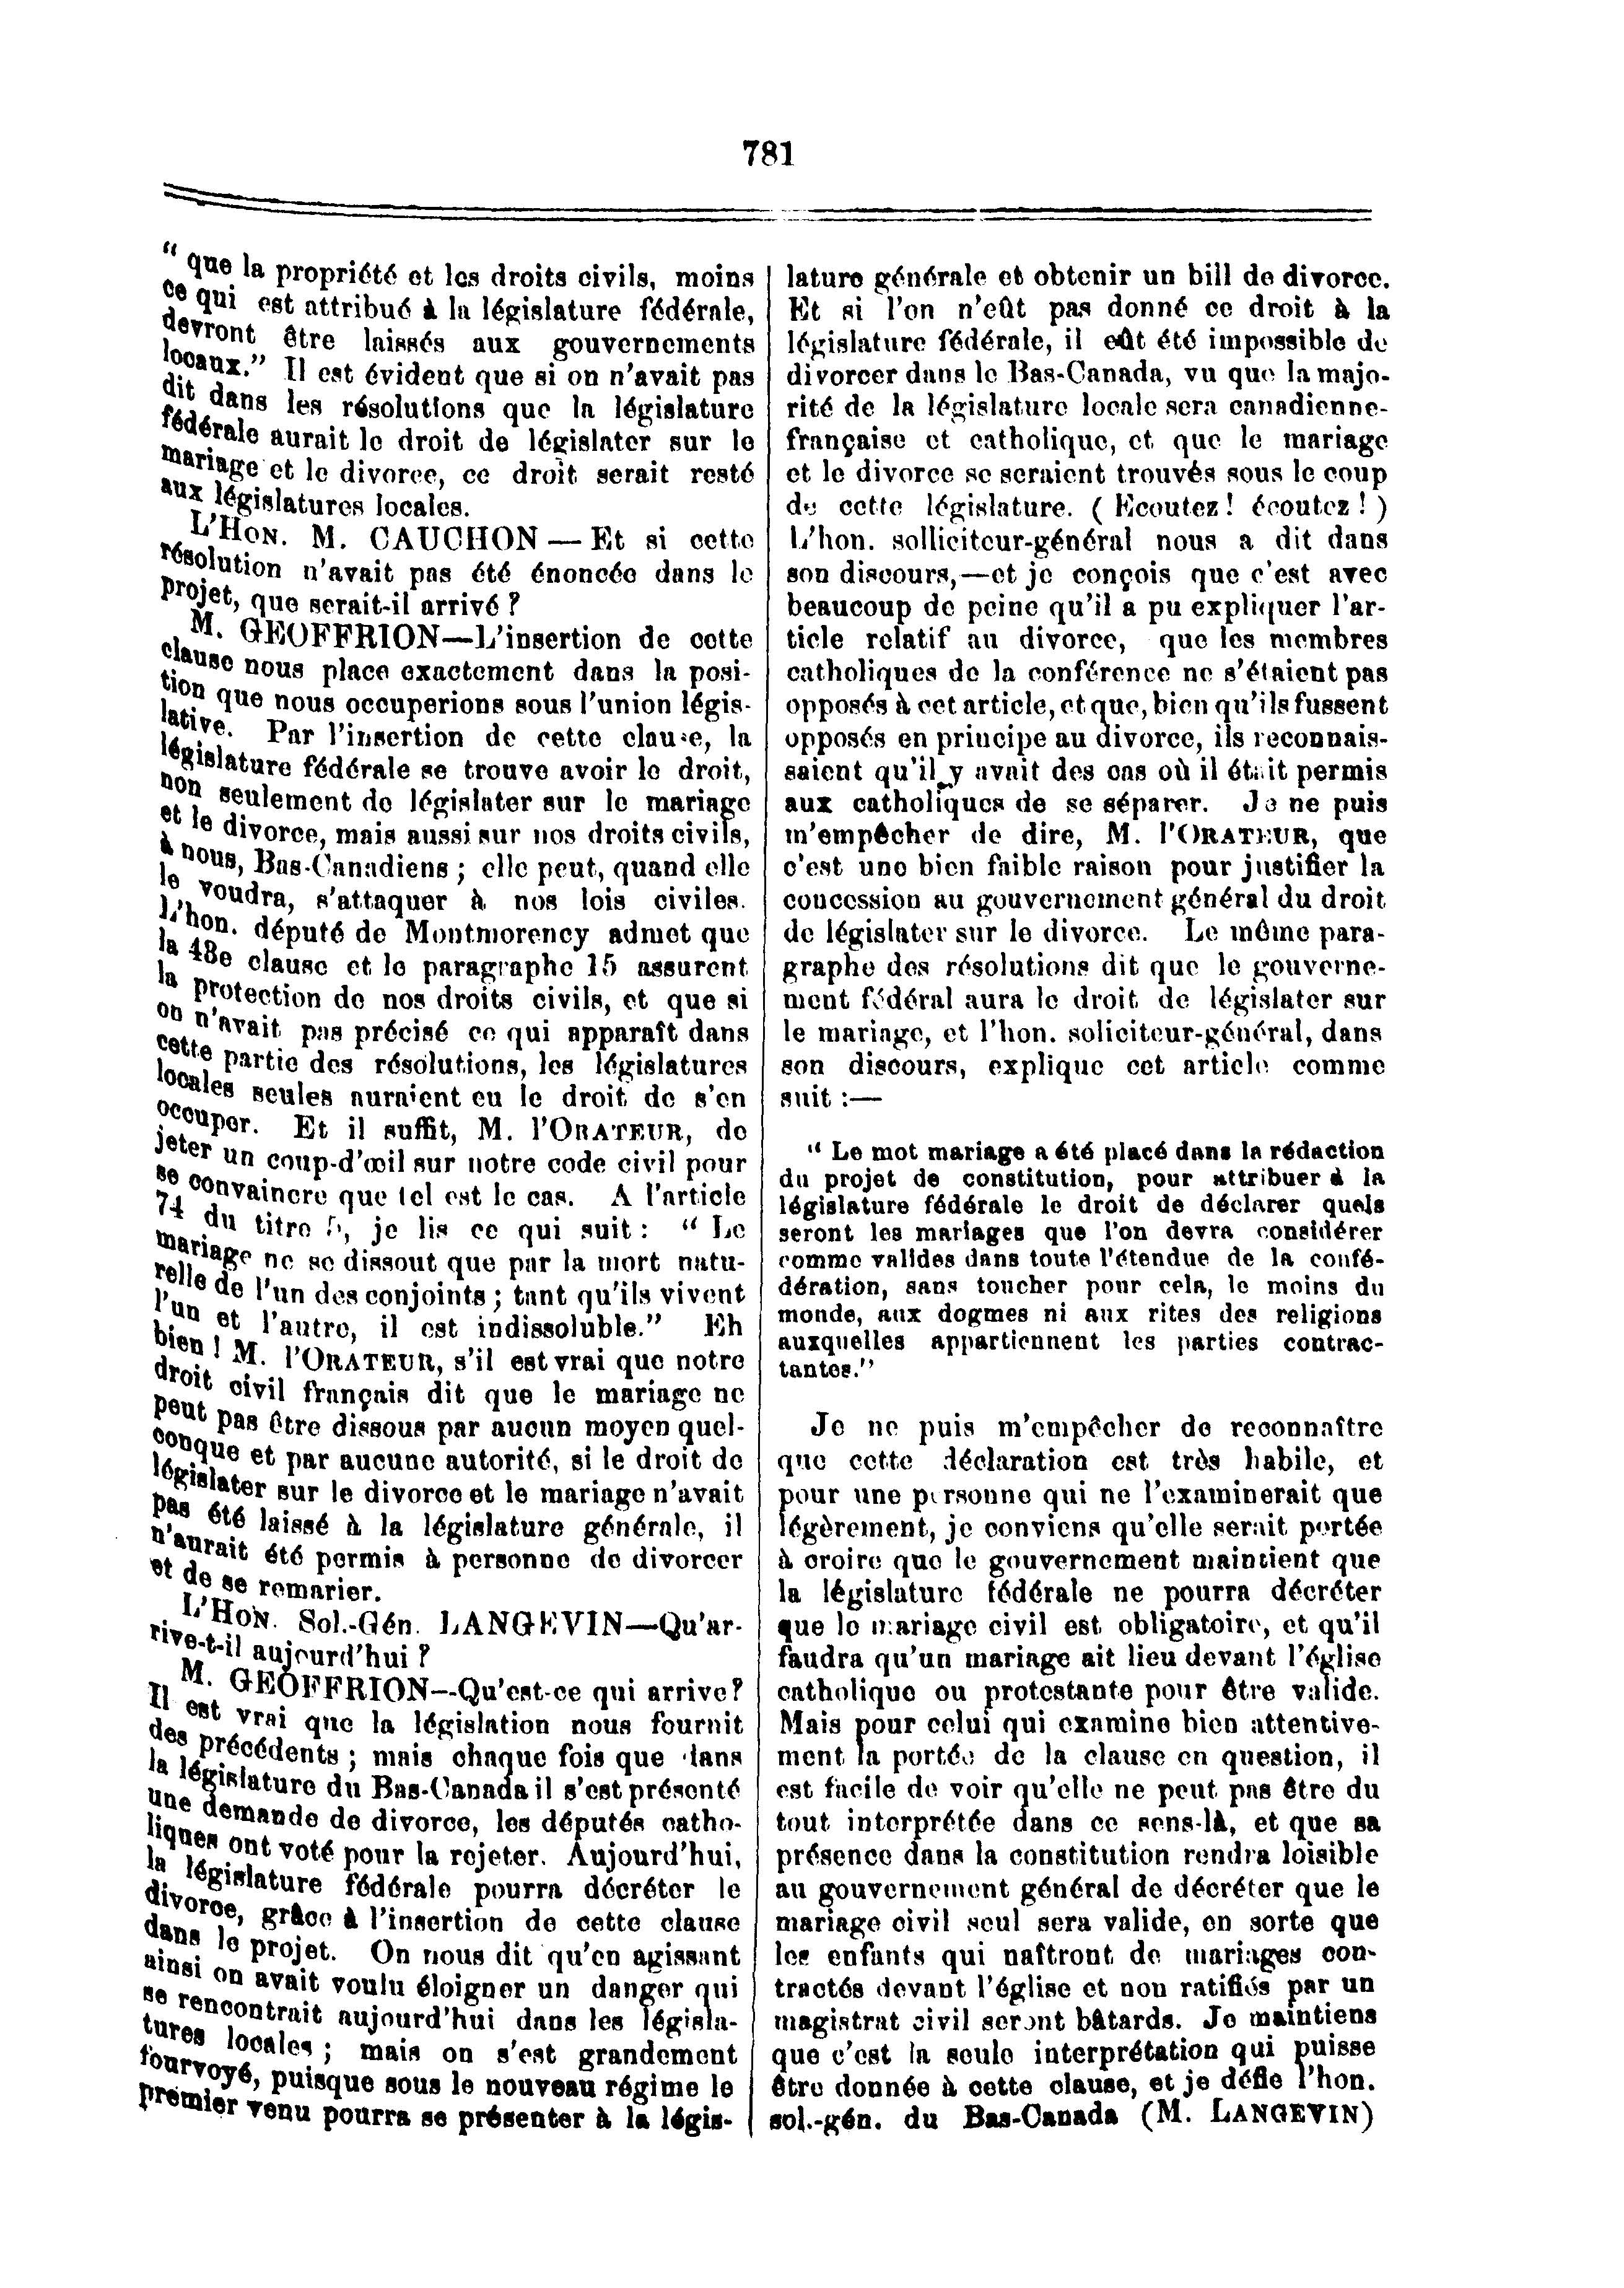 781
“ que la propriété et les droits civils, moins
ce qui est attribué à la législature fédérale,
devront être laissés aux gouvernements
locaux.” Il est évident que si on n'avait pas
dit dans les résolutions que la législature
fédérale aurait le droit de législater sur le
mariage et le divorce, ce droit serait resté
aux législatures locales.
L'HON. M. CAUCHON — Et si cette
résolution n'avait pas été énoncée dans le
projet, que serait-il arrivé ?
M. GEOFFRION—L'insertion de cette
clause nous place exactement dans la posi-
tion que nous occuperions sous l'union légis-
lative. Par l'insertion de cette clause, la
législature fédérale se trouve avoir le droit,
non seulement de législater sur le mariage
et le divorce, mais aussi sur nos droits civils,
à nous, Bas-Canadiens ; elle peut, quand elle
le voudra, s'attaquer à nos lois civiles.
L'hon. député de Montmorency admet que
la 43e clause et le paragraphe 15 assurent
la protection de nos droits civils, et que si
on n'avait pas précisé ce qui apparaît dans
cette partie des résolutions, les législatures
locales seules auraient eu le droit de s'en
occuper. Et il suffit, M. l'ORATEUR, de
jeter un coup-d'œil sur notre code civil pour
se convaincre que tel est le cas. A l'article
74 du titre 5, je lis ce qui suit : “ Le
mariage ne se dissout que par la mort natu-
relle de l'un des conjoints ; tant qu'ils vivent
l'un et l'autre, il est indissoluble.” Eh
bien ! M. l'ORATEUR, s'il est vrai que notre
droit civil français dit que le mariage ne
peut pas être dissous par aucun moyen quel-
conque et par aucune autorité, si le droit de
législater sur le divorce et le mariage n'avait
pas été laissé à la législature générale, il
n'aurait été permis à personne de divorcer
et de se remarier.
L'HON. Sol.-Gén. LANGEVIN—Qu'ar-
rive-t-il aujourd'hui ?
M. GEOFFRION—Qu'est-ce qui arrive ?
Il est vrai que la législation nous fournit
des précédents ; mais chaque fois que dans
la législature du Bas-Canada il s'est présenté
une demande de divorce, les députés catho-
liques ont voté pour la rejeter. Aujourd'hui,
la législature fédérale pourra décréter le
divorce, grâce à l'insertion de cette clause
dans le projet. On nous dit qu'en agissant
ainsi on avait voulu éloigner un danger qui
se rencontrait aujourd'hui dans les législa-
tures locales ; mais on s'est grandement
fourvoyé, puisque sous le nouveau régime le
premier venu pourra se présenter à la légis-
lature générale et obtenir un bill de divorce.
Et si l'on n'eût pas donné ce droit à la
législature fédérale, il eût été impossible de
divorcer dans le Bas-Canada, vu que la majo-
rité de la législature locale sera canadienne-
française et catholique, et que le mariage
et le divorce se seraient trouvés sous le coup
de cette législature. ( Ecoutez ! écoutez ! )
L'hon. solliciteur-général nous a dit dans
son discours,—et je conçois que c'est avec
beaucoup de peine qu'il a pu expliquer l'ar-
ticle relatif au divorce, que les membres
catholiques de la conférence ne s'étaient pas
opposés à cet article, et que, bien qu'ils fussent
opposés en principe au divorce, ils reconnais-
saient qu'il y avait des cas où il était permis
aux catholiques de se séparer. Je ne puis
m'empêcher de dire, M. l'ORATEUR, que
c'est une bien faible raison pour justifier la
concession au gouvernement général du droit
de législater sur le divorce. Le même para-
graphe des résolutions dit que le gouverne-
ment fédéral aura le droit de législater sur
le mariage, et l'hon. soliciteur-général, dans
son discours, explique cet article comme
suit :—
“ Le mot mariage a été placé dans la rédaction
du projet de constitution, pour attribuer à la
législature fédérale le droit de déclarer quels
seront les mariages que l'on devra considérer
comme valides dans toute l'étendue de la confé-
dération, sans toucher pour cela, le moins du
monde, aux dogmes ni aux rites des religions
auxquelles appartiennent les parties contrac-
tantes.”
Je ne puis m'empêcher de reconnaître
que cette déclaration est très habile, et
pour une personne qui ne l'examinerait que
légèrement, je conviens qu'elle serait portée
à croire que le gouvernement maintient que
la législature fédérale ne pourra décréter
que le mariage civil est obligatoire, et qu'il
faudra qu'un mariage ait lieu devant l'église
catholique ou protestante pour être valide.
Mais pour celui qui examine bien attentive-
ment la portée de la clause en question, il
est facile de voir qu'elle ne peut pas être du
tout interprétée dans ce sens-là, et que sa
présence dans la constitution rendra loisible
au gouvernement général de décréter que le
mariage civil seul sera valide, en sorte que
les enfants qui naîtront de mariages con-
tractés devant l'église et non ratifiés par un
magistrat civil seront bâtards. Je maintiens
que c'est la seule interprétation qui puisse
être donnée à cette clause, et je défie l'hon.
sol.-gén. du Bas-Canada (M. LANGEVIN)